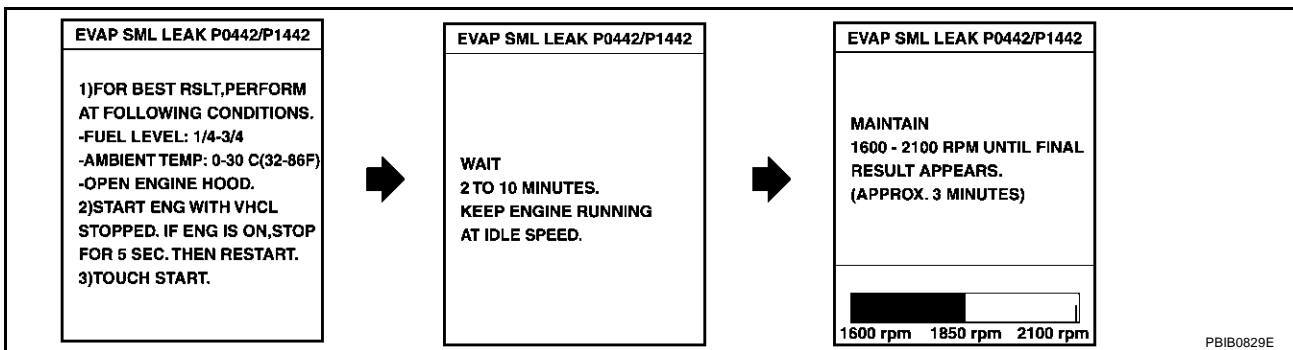 EVAP SML LEAK P0442/P1442
1)FOR BEST RSLT,PERFORM
AT FOLLOWING CONDITIONS.
-FUEL LEVEL: 1/4-3/4
-AMBIENT TEMP: 0-30 C(32-86F)
-OPEN ENGINE HOOD.
2)START ENG WITH VHCL
STOPPED. IF ENG IS ON,STOP
FOR 5 SEC. THEN RESTART.
3)TOUCH START.
EVAP SML LEAK P0442/P1442
WAIT
2 TO 10 MINUTES.
KEEP ENGINE RUNNING
AT IDLE SPEED.
EVAP SML LEAK P0442/P1442
MAINTAIN
1600 - 2100 RPM UNTIL FINAL
RESULT APPEARS.
(APPROX. 3 MINUTES)
1600 rpm 1850 rpm 2100 rpm
PBIB0829E